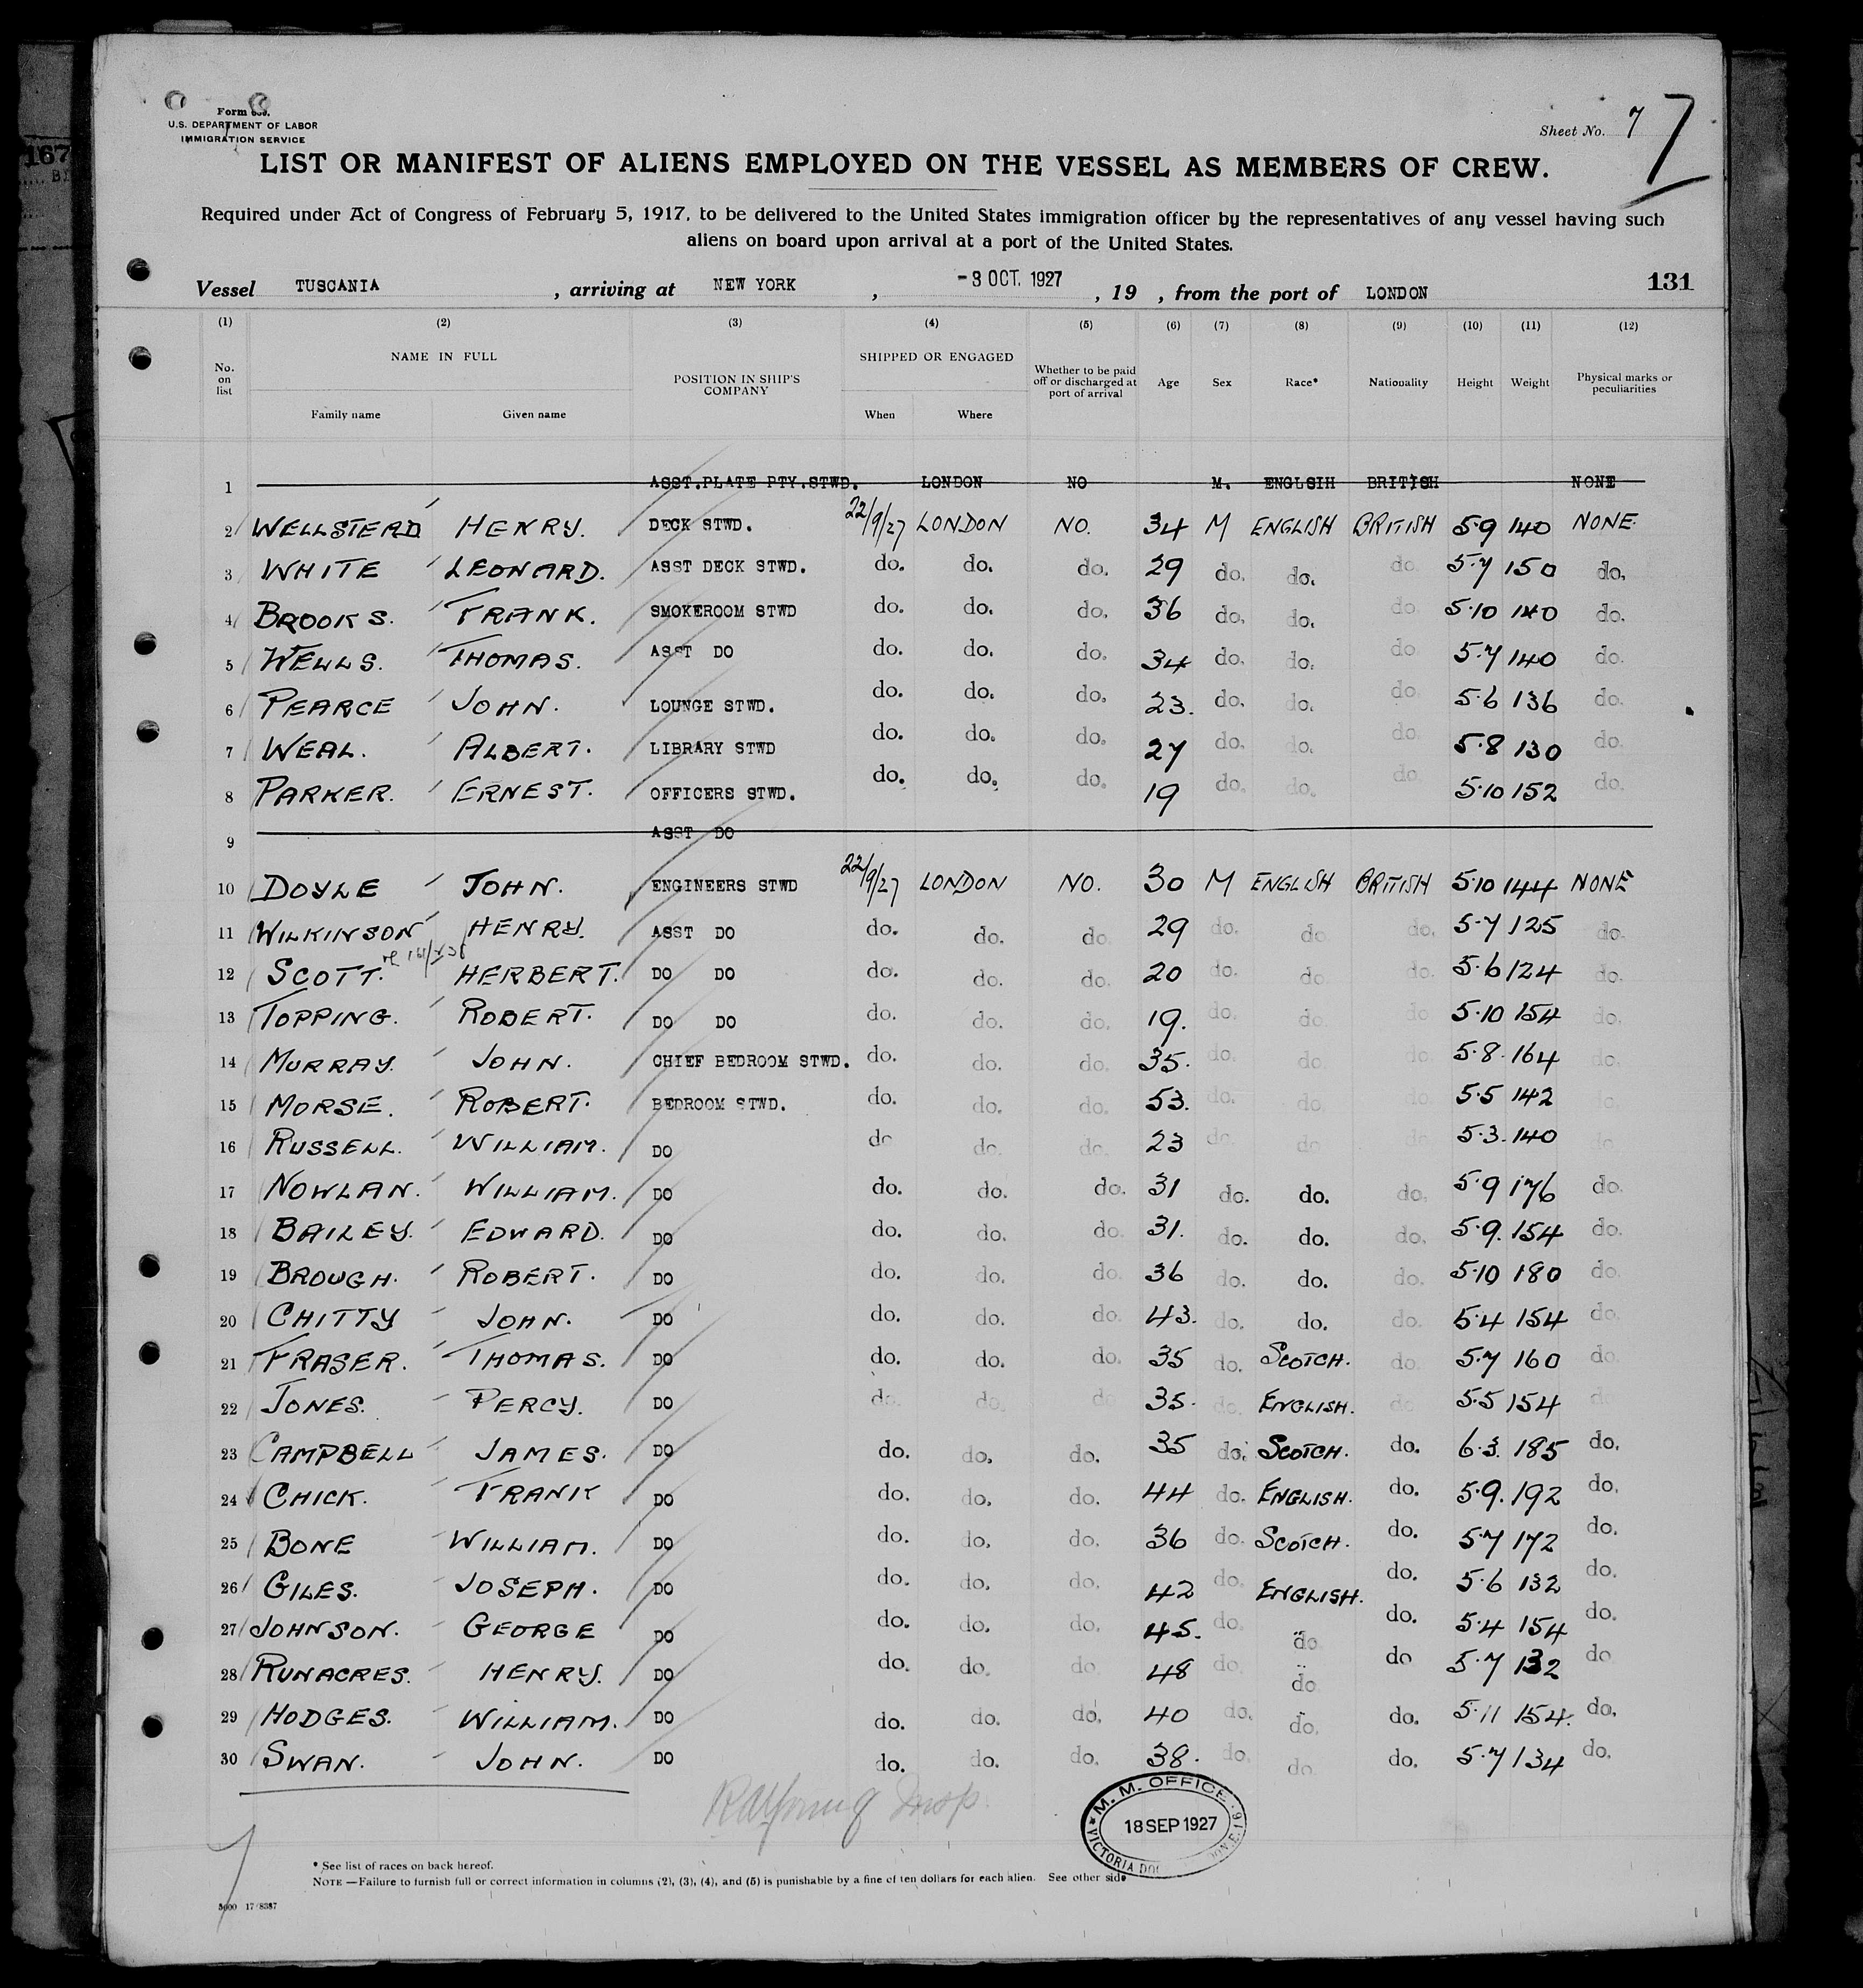 Form 689.
U.S. DEPARTMENT OF LABOR
IMMIGRATION SERVICE
Sheet No. 7 7
LIST OR MANIFEST OF ALIENS EMPLOYED ON THE VESSEL AS MEMBERS OF CREW.
Required under Act of Congress of February 5, 1917, to be delivered to the United States immigration officer by the representatives of any vessel having such
aliens on board upon arrival at a port of the United States.
Vessel TUSCANIA, arriving at NEW YORK, -3 OCT. 1927, 19 , from the port of LONDON 131
(1) (2) (3) (4) (5) (6) (7) (8) (9) (10) (11) (12)
No. on list NAME IN FULL Family name Given name POSITION IN SHIP'S COMPANY SHIPPED OR ENGAGED When Where Whether to be paid off or discharged at port of arrival Age Sex Race* Nationality Height Weight Physical marks or peculiarities
1 ASST.PLATE PTY.STWD. LONDON NO M. ENGLSIH BRITISH NONE
2 WELLSTEAD HENRY. DECK STWD. 22/9/27 LONDON NO. 34 M ENGLISH BRITISH 5·9 140 NONE.
3 WHITE LEONARD. ASST DECK STWD. do. do. do. 29 do. do. do. 5·7 150 do.
4 BROOKS. FRANK. SMOKEROOM STWD do. do. do. 36 do. do. do. 5·10 140 do.
5 WELLS. THOMAS. ASST DO do. do. do. 34 do. do. do. 5·7 140 do.
6 PEARCE JOHN. LOUNGE STWD. do. do. do. 23. do. do. do. 5·6 136 do.
7 WEAL. ALBERT. LIBRARY STWD do. do. do. 27 do. do. do. 5·8 130 do.
8 PARKER. ERNEST. OFFICERS STWD. do. do. do. 19 do. do. do. 5·10 152 do.
9 ASST DO
10 DOYLE JOHN. ENGINEERS STWD 22/9/27 LONDON NO. 30 M ENGLISH BRITISH 5·10 144 NONE
11 WILKINSON HENRY. ASST DO do. do. do 29 do. do do. 5·7 125 do.
12 SCOTT. HERBERT. DO DO do. do. do. 20 do. do do. 5·6 124 do.
13 TOPPING. ROBERT. DO DO do. do. do. 19. do. do do 5·10 154 do.
14 MURRAY. JOHN. CHIEF BEDROOM STWD. do. do. do. 35. do. do do. 5·8. 164 do.
15 MORSE. ROBERT. BEDROOM STWD. do. do. do. 53. do. do do. 5·5 142 do.
16 RUSSELL. WILLIAM. DO do do. do. 23 do. do do 5·3. 140 do
17 NOWLAN. WILLIAM. DO do. do. do. 31 do. do. do. 5·9 176 do.
18 BAILEY. EDWARD. DO do. do. do. 31. do. do. do. 5·9. 154 do.
19 BROUGH. ROBERT. DO do. do. do. 36 do. do. do. 5·10 180 do.
20 CHITTY JOHN. DO do. do. do. 43. do. do. do. 5·4 154 do.
21 FRASER. THOMAS. DO do. do. do. 35 do. SCOTCH. do. 5·7 160 do.
22 JONES. PERCY. DO do. do. do 35. do. ENGLISH. do 5·5 154 do
23 CAMPBELL JAMES. DO do. do. do. 35 do. SCOTCH. do. 6·3. 185 do.
24 CHICK. FRANK DO do. do. do. 44 do. ENGLISH. do. 5·9. 192 do.
25 BONE WILLIAM. DO do. do. do. 36 do. SCOTCH. do. 5·7 172 do.
26 GILES. JOSEPH. DO do. do. do. 42 do. ENGLISH. do. 5·6 132 do.
27 JOHNSON. GEORGE DO do. do. do. 45. do. do do. 5·4 154 do.
28 RUNACRES. HENRY. DO do. do. do 48 do. do do 5·7 132 do
29 HODGES. WILLIAM. DO do. do. do. 40 do. do. do. 5·11 154. do.
30 SWAN. JOHN. DO do. do. do. 38. do. do do. 5·7 134 do.
M. M. OFFICE
18 SEP 1927
VICTORIA
* See list of races on back hereof.
NOTE—Failure to furnish full or correct information in columns (2), (3), (4), and (5) is punishable by a fine of ten dollars for each alien. See other side